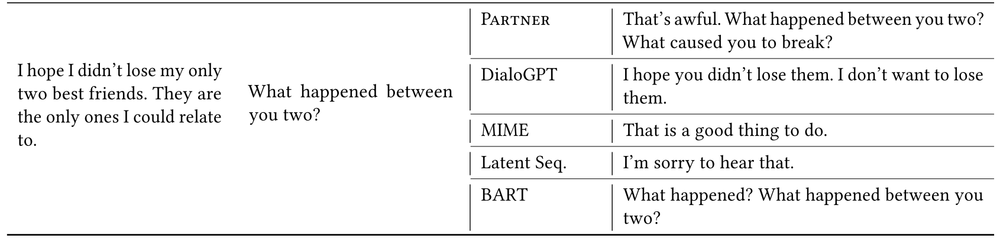 I hope I didn't lose my only
two best friends. They are
the only ones I could relate
to.
What happened between
you two?
PARTNER
That's awful. What happened between you two?
What caused you to break?
DialoGPT
I hope you didn't lose them. I don't want to lose
them.
MIME
That is a good thing to do.
Latent Seq.
I'm sorry to hear that.
BART
What happened? What happened between you
two?